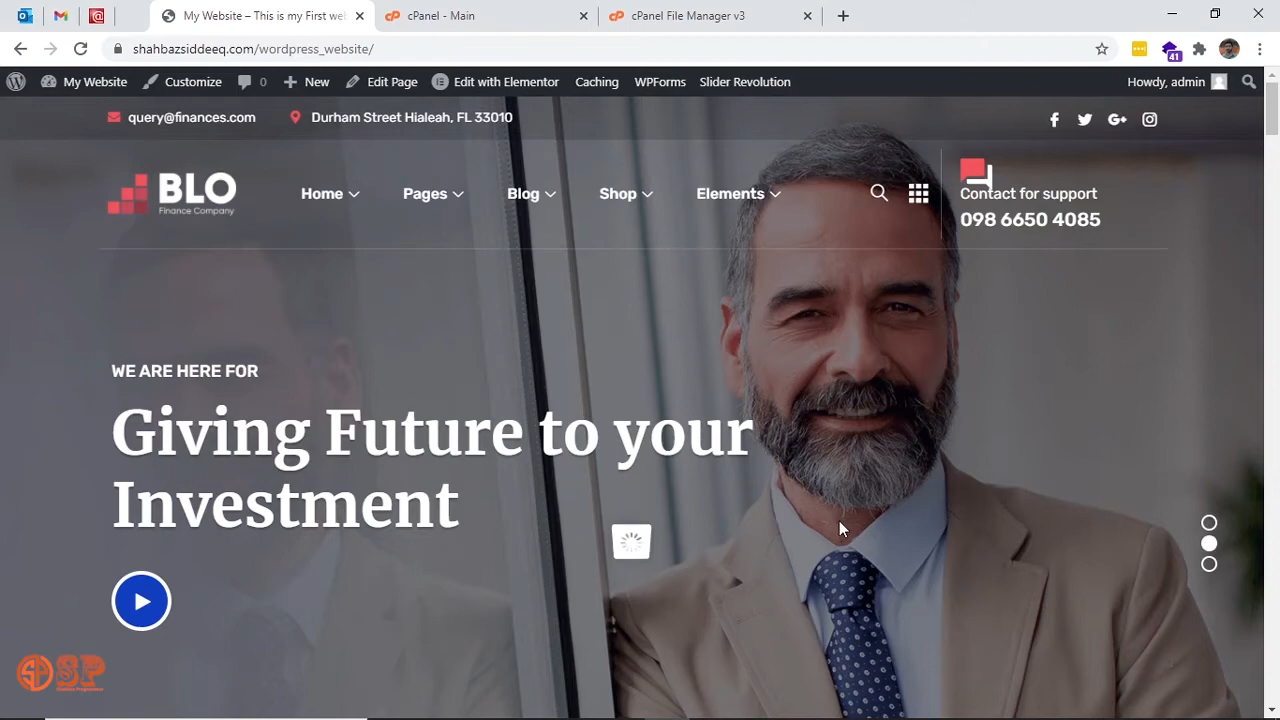 My Website – This is my First wel
cPanel - Main
cPanel File Manager v3
shahbazsiddeeq.com/wordpress_website/
41
My Website
Customize
0
New
Edit Page
Edit with Elementor
Caching
WPForms
Slider Revolution
Howdy, admin
query@finances.com
Durham Street Hialeah, FL 33010
BLO
Finance Company
Home
Pages
Blog
Shop
Elements
Contact for support
098 6650 4085
WE ARE HERE FOR
Giving Future to your
Investment
SP